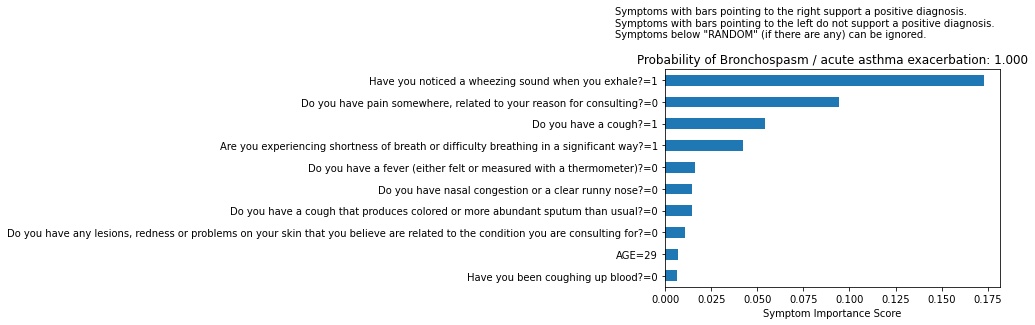 Symptoms with bars pointing to the right support a positive diagnosis.
Symptoms with bars pointing to the left do not support a positive diagnosis.
Symptoms below "RANDOM" (if there are any) can be ignored.
Probability of Bronchospasm / acute asthma exacerbation: 1.000
Have you noticed a wheezing sound when you exhale?=1
Do you have pain somewhere, related to your reason for consulting?=0
Do you have a cough?=1
Are you experiencing shortness of breath or difficulty breathing in a significant way?=1
Do you have a fever (either felt or measured with a thermometer)?=0
Do you have nasal congestion or a clear runny nose?=0
Do you have a cough that produces colored or more abundant sputum than usual?=0
Do you have any lesions, redness or problems on your skin that you believe are related to the condition you are consulting for?=0
AGE=29
Have you been coughing up blood?=0
0.000 0.025 0.050 0.075 0.100 0.125 0.150 0.175
Symptom Importance Score